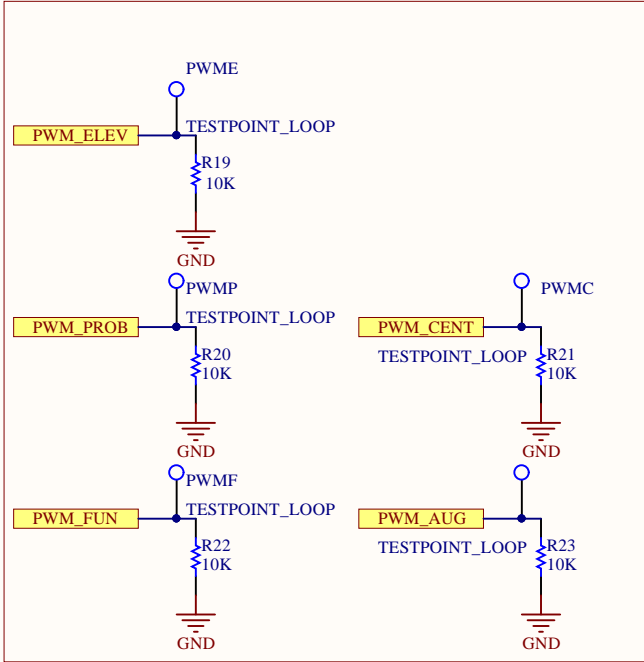 PWME
PWM_ELEV
TESTPOINT_LOOP
R19
10K
GND
PWMP
PWM_PROB
TESTPOINT_LOOP
R20
10K
GND
PWMC
PWM_CENT
TESTPOINT_LOOP
R21
10K
GND
PWMF
PWM_FUN
TESTPOINT_LOOP
R22
10K
GND
PWM_AUG
TESTPOINT_LOOP
R23
10K
GND